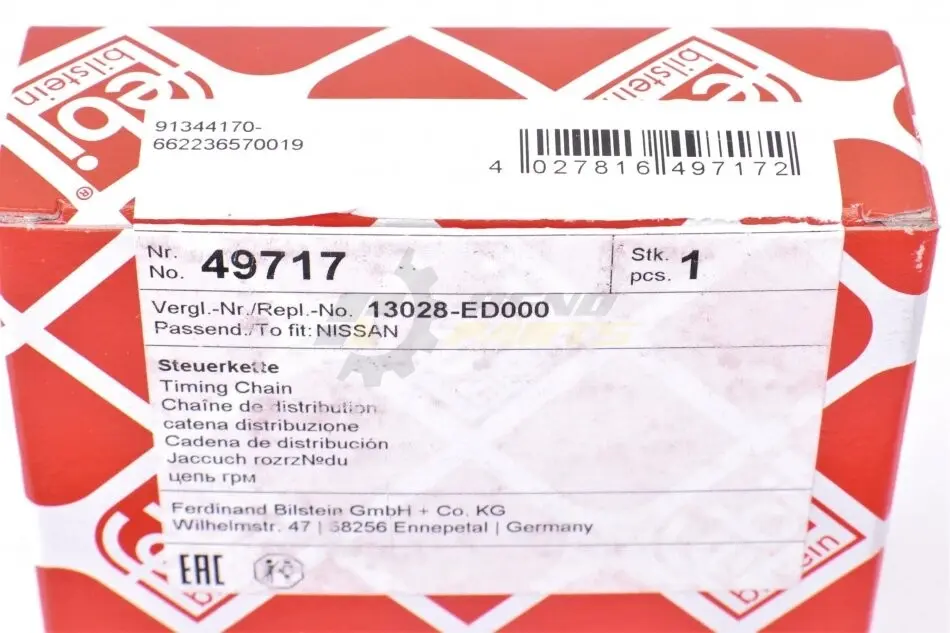 febi
bilstein
®
91344170-
662236570019
4 027816 497172
Nr.
No. 49717
Stk.
pcs. 1
Vergl.-Nr./Repl.-No. 13028-ED000
Passend./To fit: NISSAN
Steuerkette
Timing Chain
Chaîne de distribution
catena distribuzione
Cadena de distribución
Jaccuch rozrz№du
цепь грм
Ferdinand Bilstein GmbH + Co. KG
Wilhelmstr. 47 | 58256 Ennepetal | Germany
EAC
bilstein